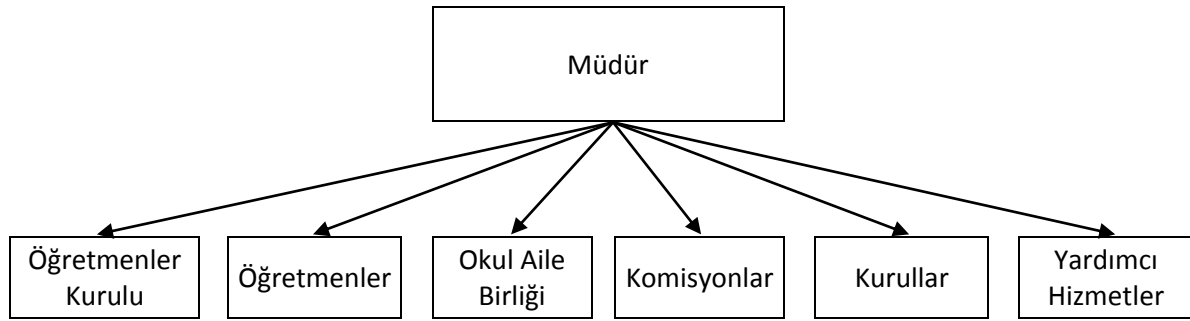 Müdür
Öğretmenler
Kurulu
Öğretmenler
Okul Aile
Birliği
Komisyonlar
Kurullar
Yardımcı
Hizmetler